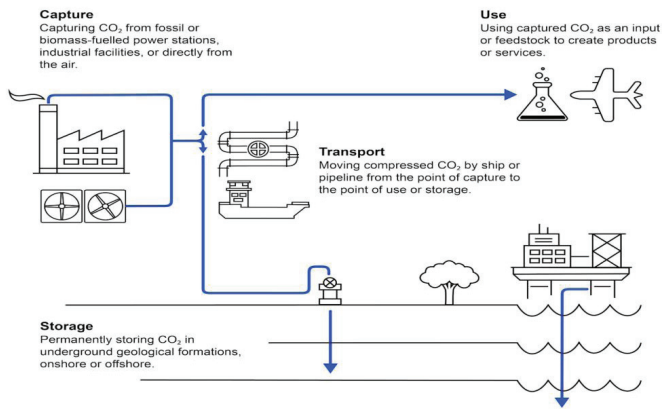 Capture
Capturing CO₂ from fossil or
biomass-fuelled power stations,
industrial facilities, or directly from
the air.
Use
Using captured CO₂ as an input
or feedstock to create products
or services.
Transport
Moving compressed CO₂ by ship or
pipeline from the point of capture to
the point of use or storage.
Storage
Permanently storing CO₂ in
underground geological formations,
onshore or offshore.